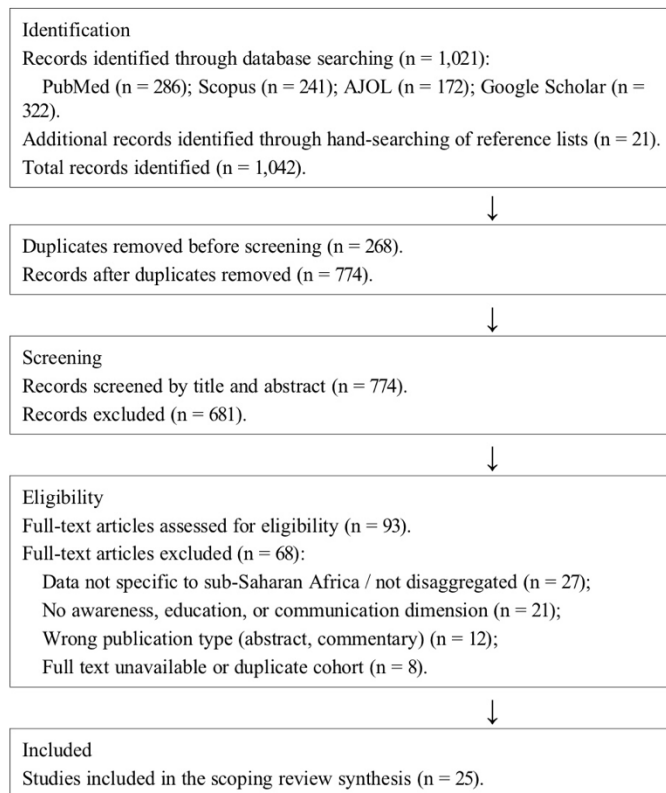 Identification
Records identified through database searching (n = 1,021):
PubMed (n = 286); Scopus (n = 241); AJOL (n = 172); Google Scholar (n =
322).
Additional records identified through hand-searching of reference lists (n = 21).
Total records identified (n = 1,042).
↓
Duplicates removed before screening (n = 268).
Records after duplicates removed (n = 774).
↓
Screening
Records screened by title and abstract (n = 774).
Records excluded (n = 681).
↓
Eligibility
Full-text articles assessed for eligibility (n = 93).
Full-text articles excluded (n = 68):
Data not specific to sub-Saharan Africa / not disaggregated (n = 27);
No awareness, education, or communication dimension (n = 21);
Wrong publication type (abstract, commentary) (n = 12);
Full text unavailable or duplicate cohort (n = 8).
↓
Included
Studies included in the scoping review synthesis (n = 25).